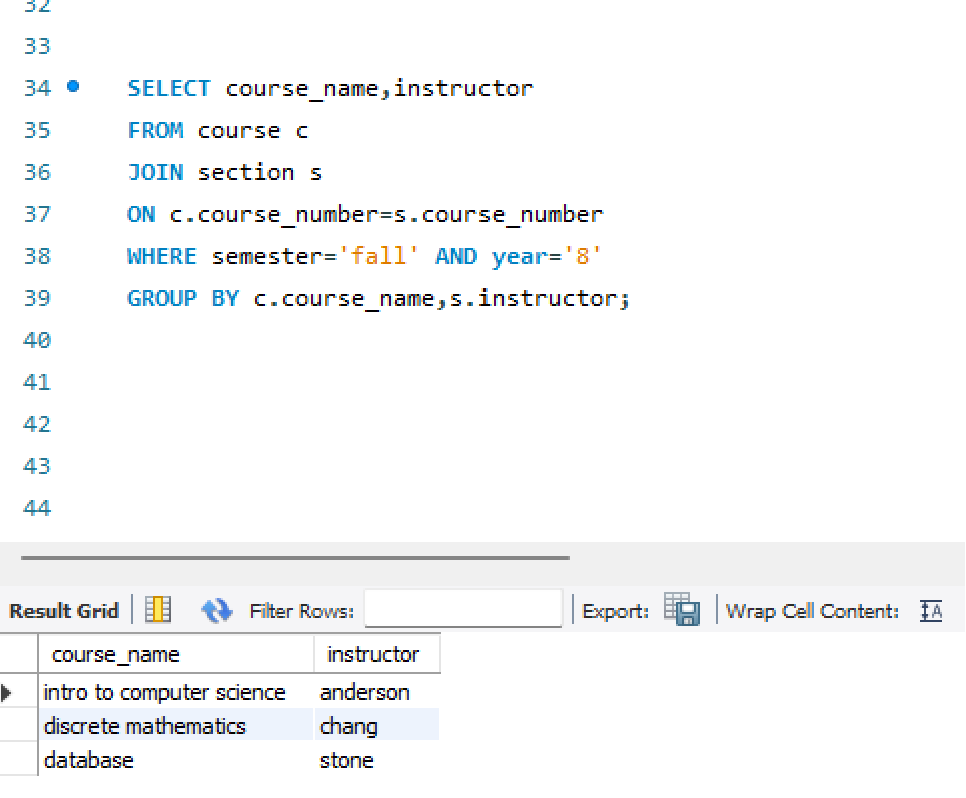 32
33
34 SELECT course_name,instructor
35 FROM course c
36 JOIN section s
37 ON c.course_number=s.course_number
38 WHERE semester='fall' AND year='8'
39 GROUP BY c.course_name,s.instructor;
40
41
42
43
44
Result Grid Filter Rows: Export: Wrap Cell Content: IA
course_name instructor
intro to computer science anderson
discrete mathematics chang
database stone